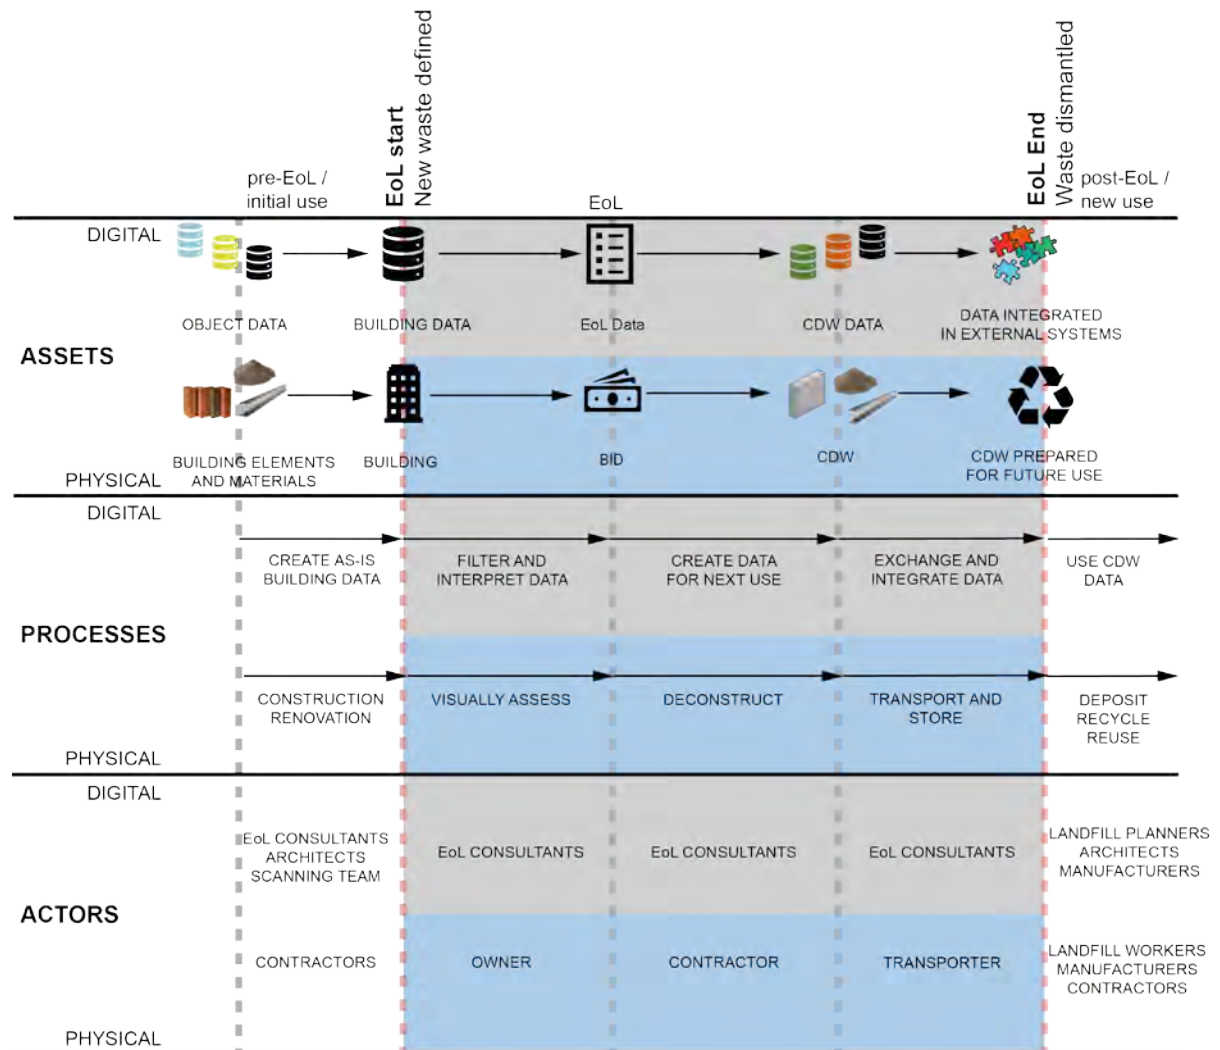 EoL start
New waste defined
EoL End
Waste dismantled
pre-EoL /
initial use
EoL
post-EoL /
new use
DIGITAL
OBJECT DATA
BUILDING DATA
EoL Data
CDW DATA
DATA INTEGRATED
IN EXTERNAL SYSTEMS
ASSETS
BUILDING ELEMENTS
AND MATERIALS
BUILDING
BID
CDW
CDW PREPARED
FOR FUTURE USE
PHYSICAL
DIGITAL
CREATE AS-IS
BUILDING DATA
FILTER AND
INTERPRET DATA
CREATE DATA
FOR NEXT USE
EXCHANGE AND
INTEGRATE DATA
USE CDW
DATA
PROCESSES
CONSTRUCTION
RENOVATION
VISUALLY ASSESS
DECONSTRUCT
TRANSPORT AND
STORE
DEPOSIT
RECYCLE
REUSE
PHYSICAL
DIGITAL
EoL CONSULTANTS
ARCHITECTS
SCANNING TEAM
EoL CONSULTANTS
EoL CONSULTANTS
EoL CONSULTANTS
LANDFILL PLANNERS
ARCHITECTS
MANUFACTURERS
ACTORS
CONTRACTORS
OWNER
CONTRACTOR
TRANSPORTER
LANDFILL WORKERS
MANUFACTURERS
CONTRACTORS
PHYSICAL